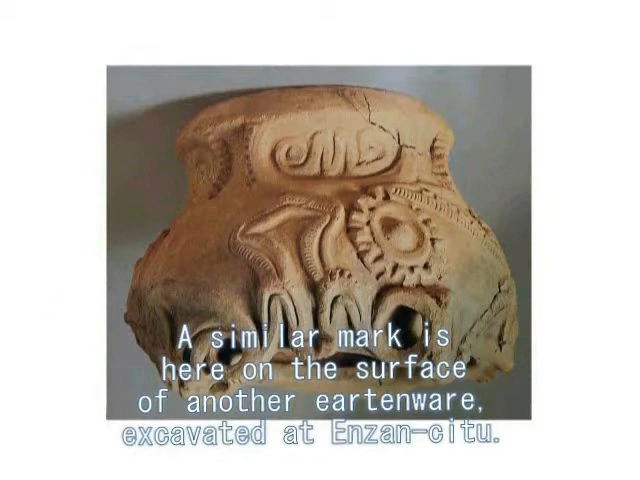 A similar mark is
here on the surface
of another eartenware,
excavated at Enzan-citu.